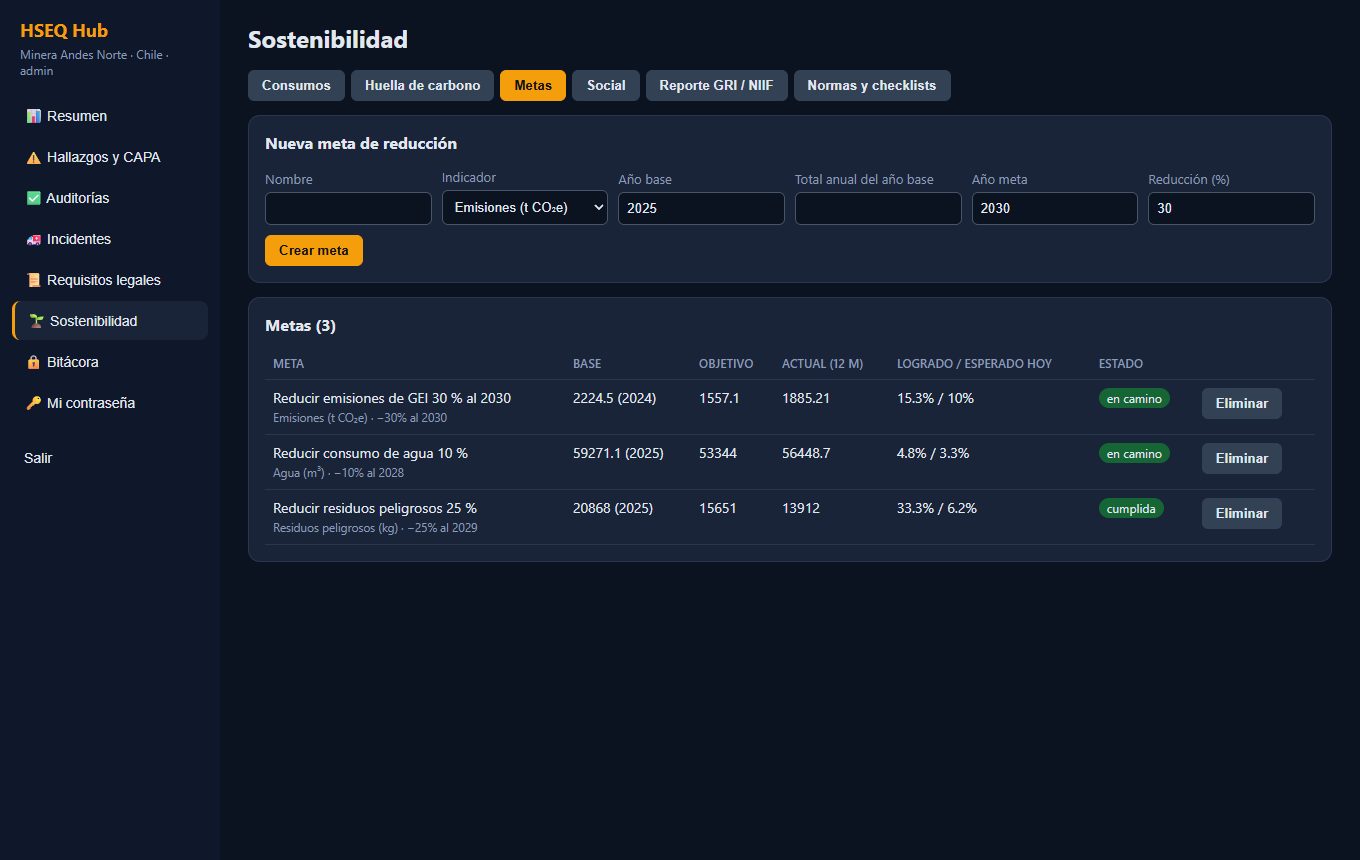 HSEQ Hub
Minera Andes Norte · Chile ·
admin
Resumen
Hallazgos y CAPA
Auditorías
Incidentes
Requisitos legales
Sostenibilidad
Bitácora
Mi contraseña
Salir
Sostenibilidad
Consumos Huella de carbono Metas Social Reporte GRI / NIIF Normas y checklists
Nueva meta de reducción
Nombre Indicador Año base Total anual del año base Año meta Reducción (%)
Emisiones (t CO₂e) 2025 2030 30
Crear meta
Metas (3)
META BASE OBJETIVO ACTUAL (12 M) LOGRADO / ESPERADO HOY ESTADO
Reducir emisiones de GEI 30 % al 2030 2224.5 (2024) 1557.1 1885.21 15.3% / 10% en camino Eliminar
Emisiones (t CO₂e) · −30% al 2030
Reducir consumo de agua 10 % 59271.1 (2025) 53344 56448.7 4.8% / 3.3% en camino Eliminar
Agua (m³) · −10% al 2028
Reducir residuos peligrosos 25 % 20868 (2025) 15651 13912 33.3% / 6.2% cumplida Eliminar
Residuos peligrosos (kg) · −25% al 2029